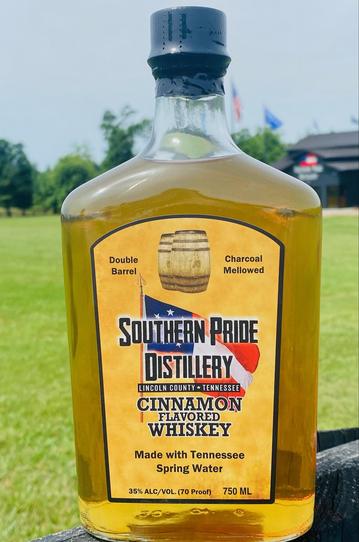 Double Barrel
Charcoal Mellowed
SOUTHERN PRIDE
DISTILLERY
LINCOLN COUNTY • TENNESSEE
CINNAMON
FLAVORED
WHISKEY
Made with Tennessee
Spring Water
35% ALC/VOL. (70 Proof) 750 ML